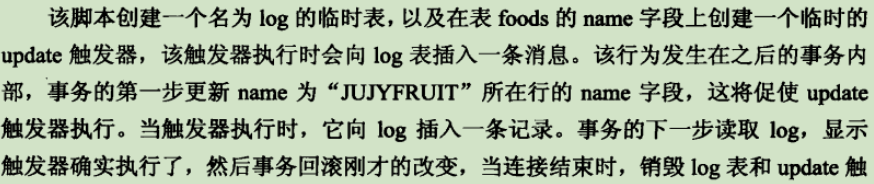 该脚本创建一个名为 log 的临时表，以及在表 foods 的 name 字段上创建一个临时的
update 触发器，该触发器执行时会向 log 表插入一条消息。该行为发生在之后的事务内
部，事务的第一步更新 name 为“JUJYFRUIT”所在行的 name 字段，这将促使 update
触发器执行。当触发器执行时，它向 log 插入一条记录。事务的下一步读取 log，显示
触发器确实执行了，然后事务回滚刚才的改变，当连接结束时，销毁 log 表和 update 触